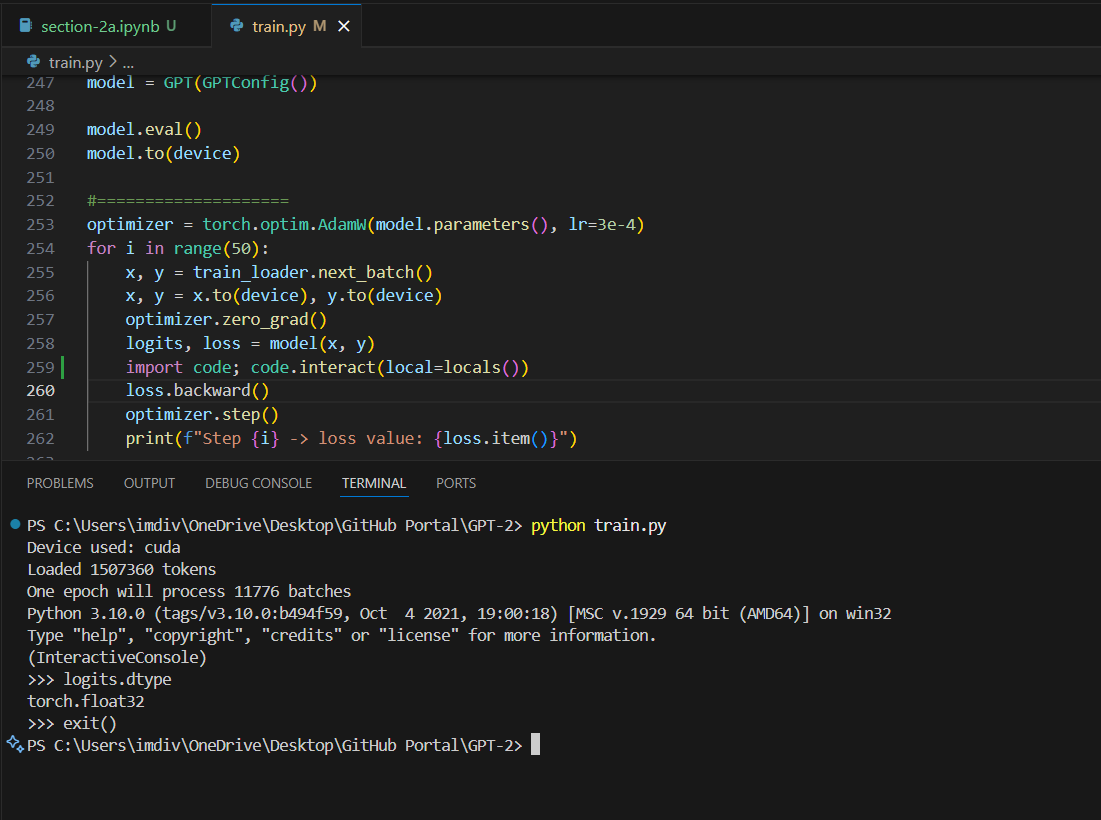 section-2a.ipynb U
train.py M
train.py > ...
247 model = GPT(GPTConfig())
248
249 model.eval()
250 model.to(device)
251
252 #====================
253 optimizer = torch.optim.AdamW(model.parameters(), lr=3e-4)
254 for i in range(50):
255     x, y = train_loader.next_batch()
256     x, y = x.to(device), y.to(device)
257     optimizer.zero_grad()
258     logits, loss = model(x, y)
259     import code; code.interact(local=locals())
260     loss.backward()
261     optimizer.step()
262     print(f"Step {i} -> loss value: {loss.item()}")
263
PROBLEMS OUTPUT DEBUG CONSOLE TERMINAL PORTS
PS C:\Users\imdiv\OneDrive\Desktop\GitHub Portal\GPT-2> python train.py
Device used: cuda
Loaded 1507360 tokens
One epoch will process 11776 batches
Python 3.10.0 (tags/v3.10.0:b494f59, Oct  4 2021, 19:00:18) [MSC v.1929 64 bit (AMD64)] on win32
Type "help", "copyright", "credits" or "license" for more information.
(InteractiveConsole)
>>> logits.dtype
torch.float32
>>> exit()
PS C:\Users\imdiv\OneDrive\Desktop\GitHub Portal\GPT-2>